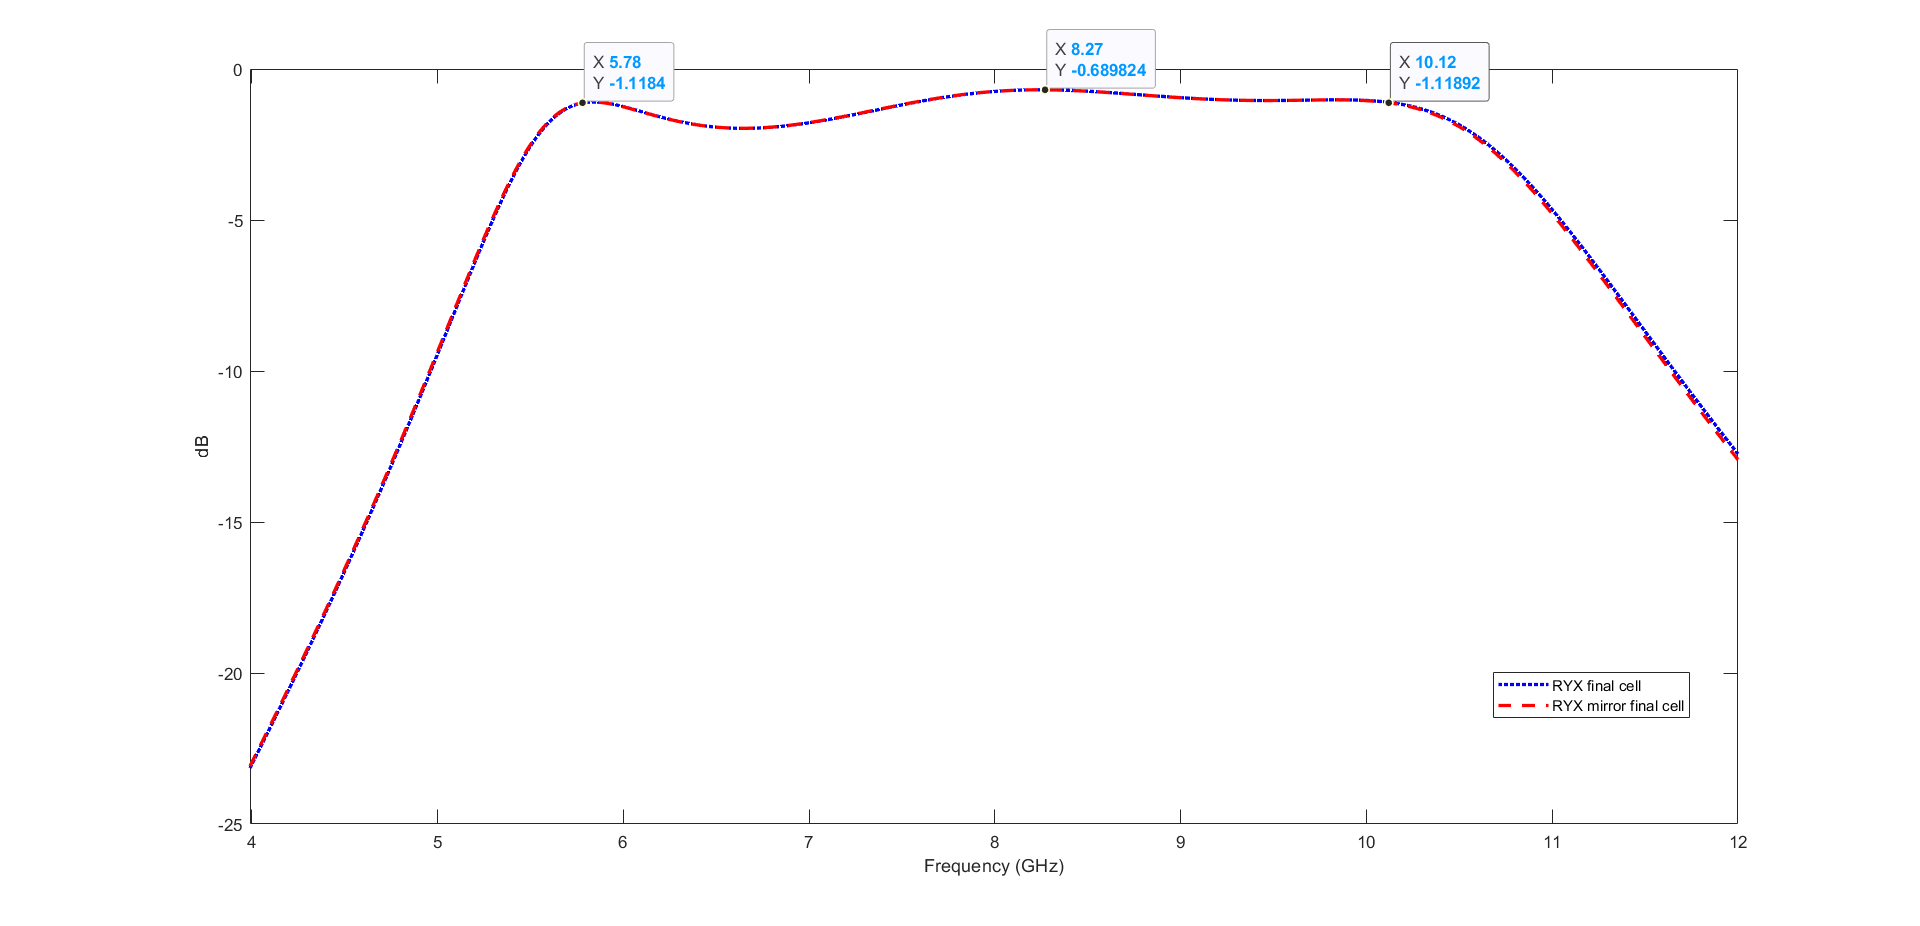 X 5.78
Y -1.1184
X 8.27
Y -0.689824
X 10.12
Y -1.11892
0
-5
-10
-15
-20
-25
dB
4
5
6
7
8
9
10
11
12
Frequency (GHz)
RYX final cell
RYX mirror final cell